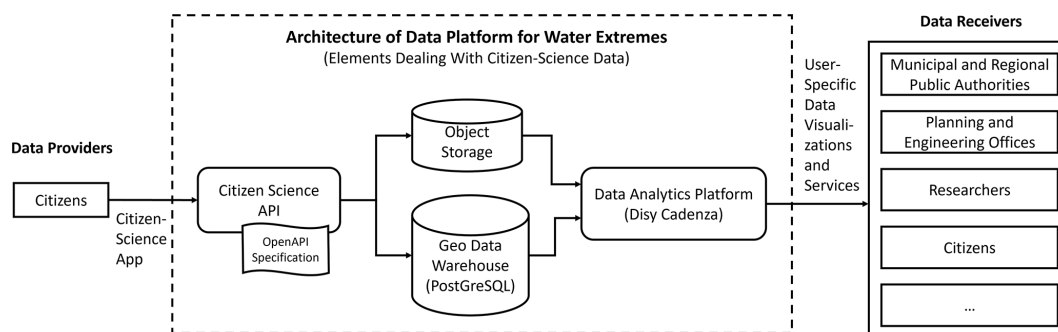 Architecture of Data Platform for Water Extremes
(Elements Dealing With Citizen-Science Data)
Data Providers
Citizens
Citizen-
Science
App
Citizen Science
API
OpenAPI
Specification
Object
Storage
Geo Data
Warehouse
(PostGreSQL)
Data Analytics Platform
(Disy Cadenza)
User-
Specific
Data
Visuali-
zations
and
Services
Data Receivers
Municipal and Regional
Public Authorities
Planning and
Engineering Offices
Researchers
Citizens
...